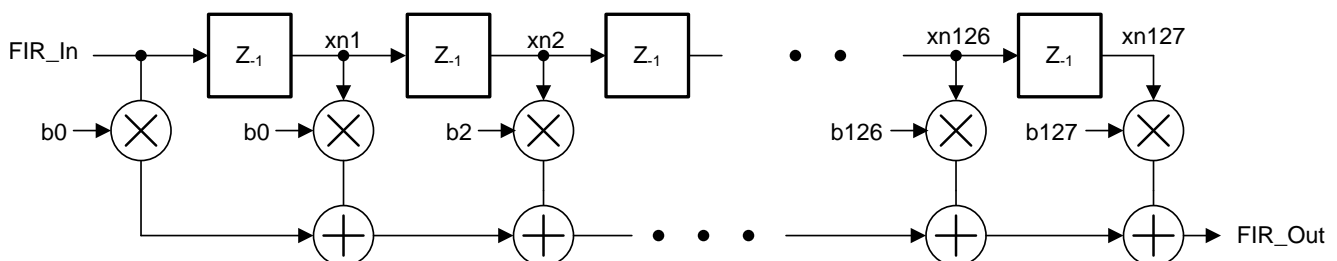 FIR_In
Z-1
xn1
Z-1
xn2
Z-1
xn126
Z-1
xn127
b0
b0
b2
b126
b127
FIR_Out